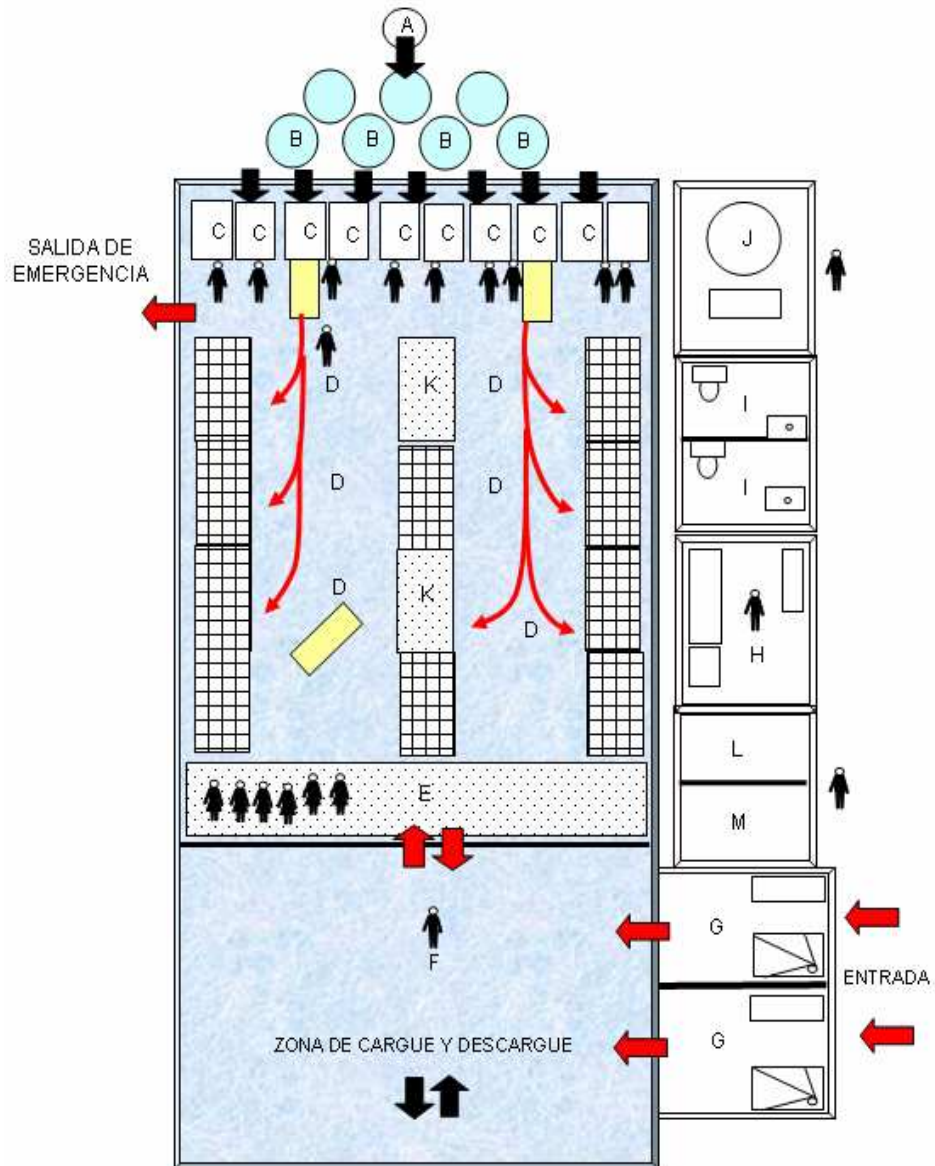 A
B B B B
C C C C C C C C C
J
SALIDA DE
EMERGENCIA
D K D
I
D D
I
D K
D
H
L
E
M
G
F
ENTRADA
ZONA DE CARGUE Y DESCARGUE
G